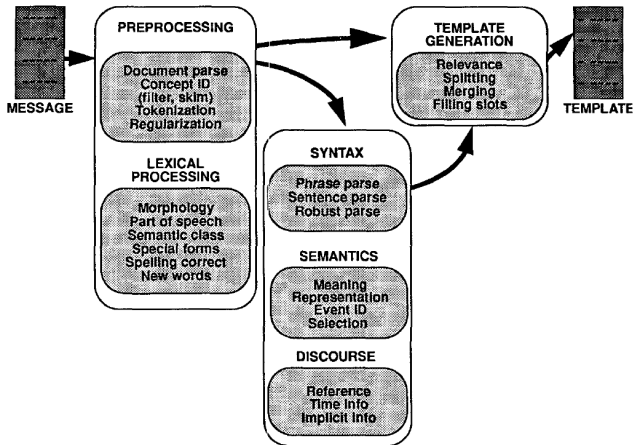 MESSAGE
PREPROCESSING
Document parse
Concept ID
(filter, skim)
Tokenization
Regularization
LEXICAL
PROCESSING
Morphology
Part of speech
Semantic class
Special forms
Spelling correct
New words
SYNTAX
Phrase parse
Sentence parse
Robust parse
SEMANTICS
Meaning
Representation
Event ID
Selection
DISCOURSE
Reference
Time info
Implicit info
TEMPLATE
GENERATION
Relevance
Splitting
Merging
Filling slots
TEMPLATE